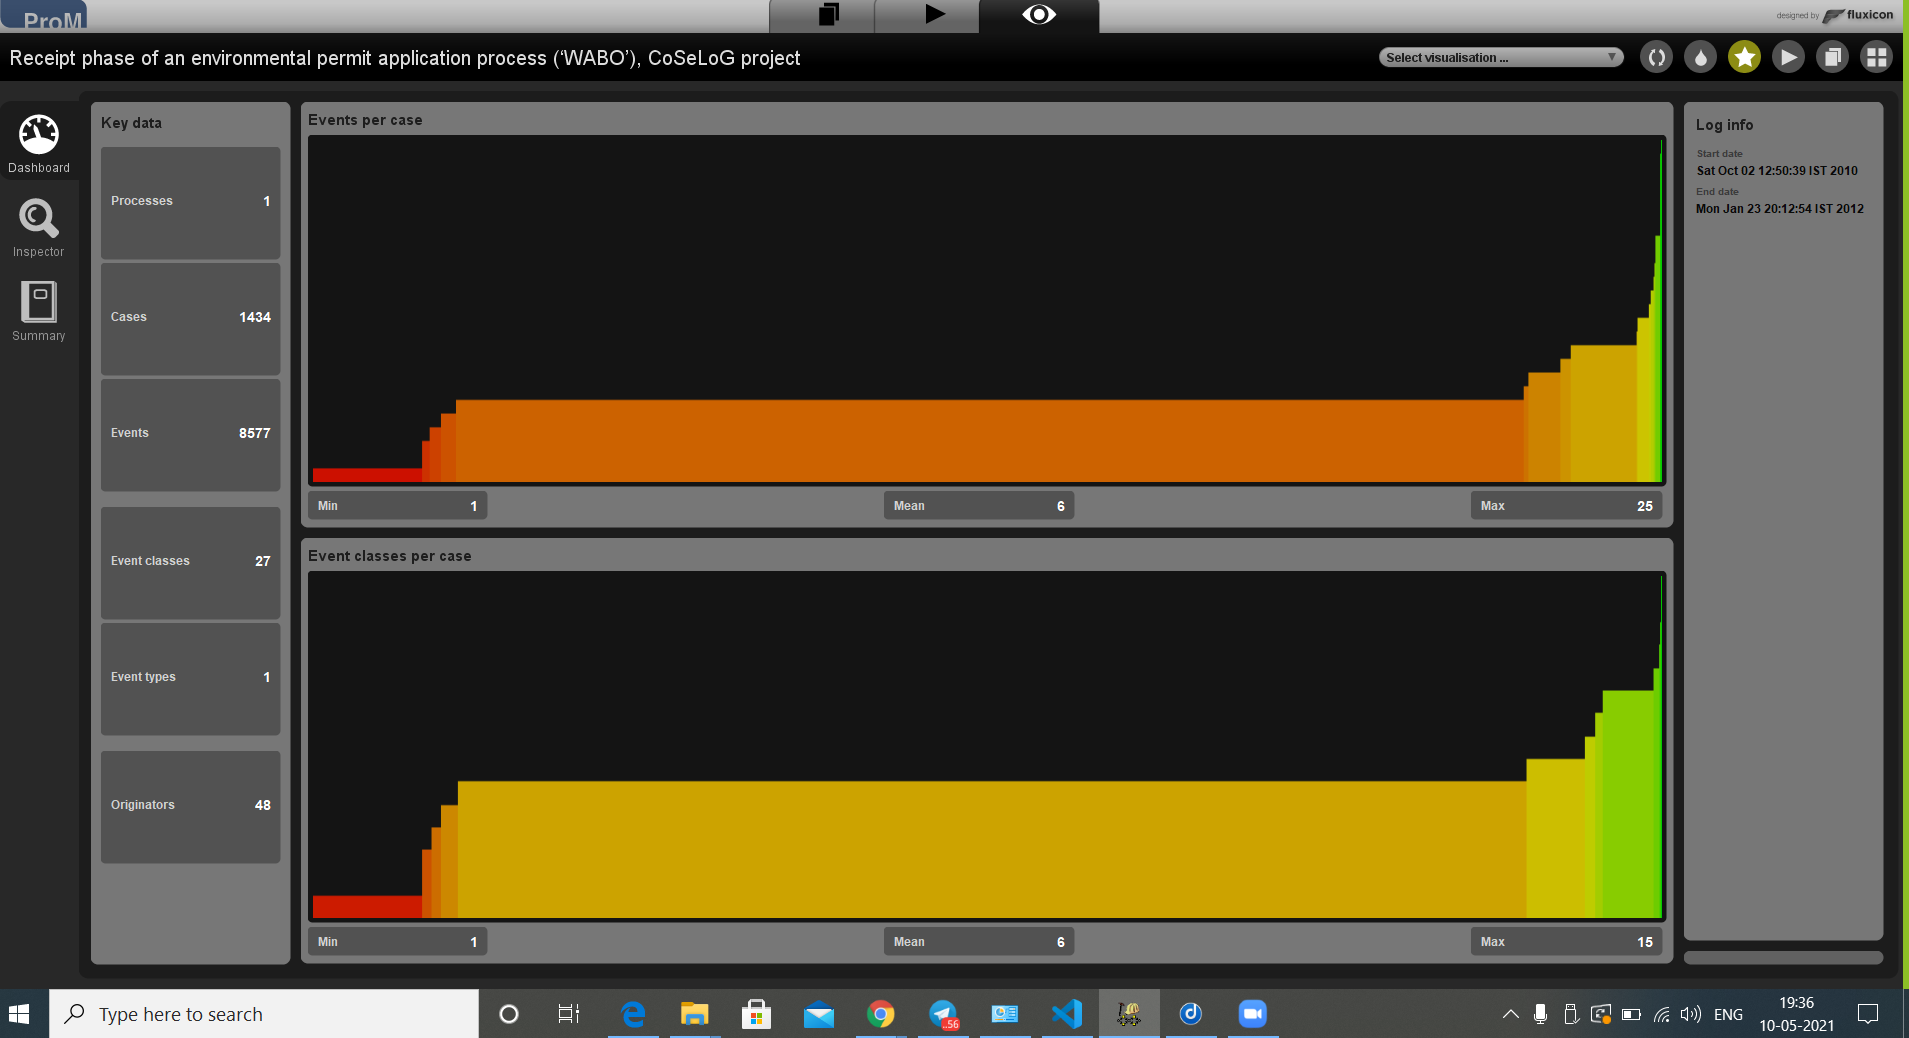 ProM
designed by fluxicon
Receipt phase of an environmental permit application process (‘WABO’), CoSeLoG project
Select visualisation ...
Dashboard
Inspector
Summary
Key data
Processes 1
Cases 1434
Events 8577
Event classes 27
Event types 1
Originators 48
Events per case
Min 1
Mean 6
Max 25
Event classes per case
Min 1
Mean 6
Max 15
Log info
Start date
Sat Oct 02 12:50:39 IST 2010
End date
Mon Jan 23 20:12:54 IST 2012
Type here to search
.56
ENG
19:36
10-05-2021